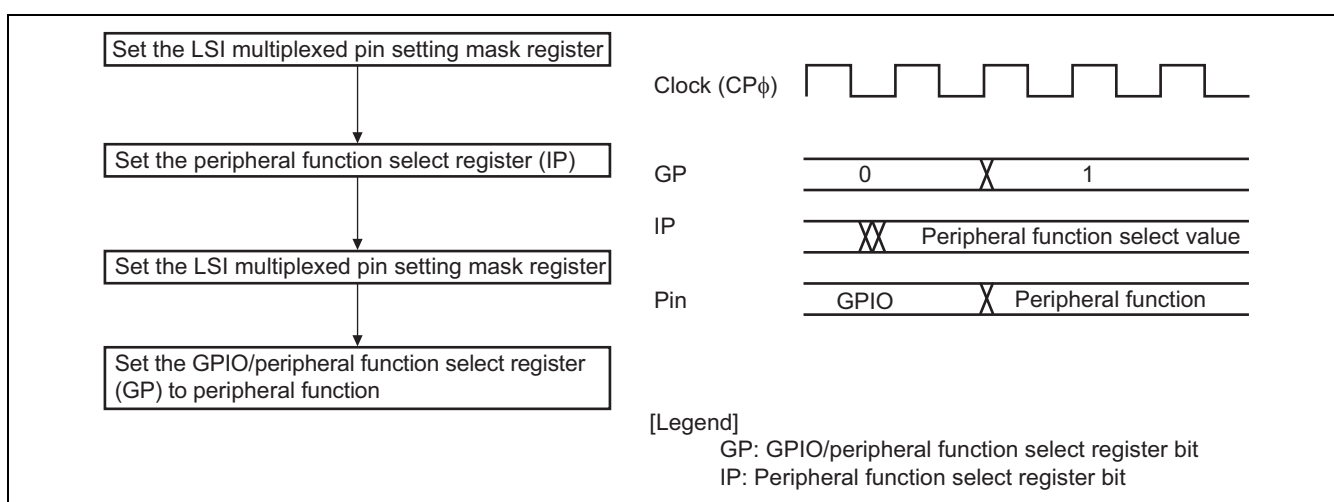 Set the LSI multiplexed pin setting mask register
Set the peripheral function select register (IP)
Set the LSI multiplexed pin setting mask register
Set the GPIO/peripheral function select register
(GP) to peripheral function
Clock (CPϕ)
GP
0
1
IP
Peripheral function select value
Pin
GPIO
Peripheral function
[Legend]
GP: GPIO/peripheral function select register bit
IP: Peripheral function select register bit